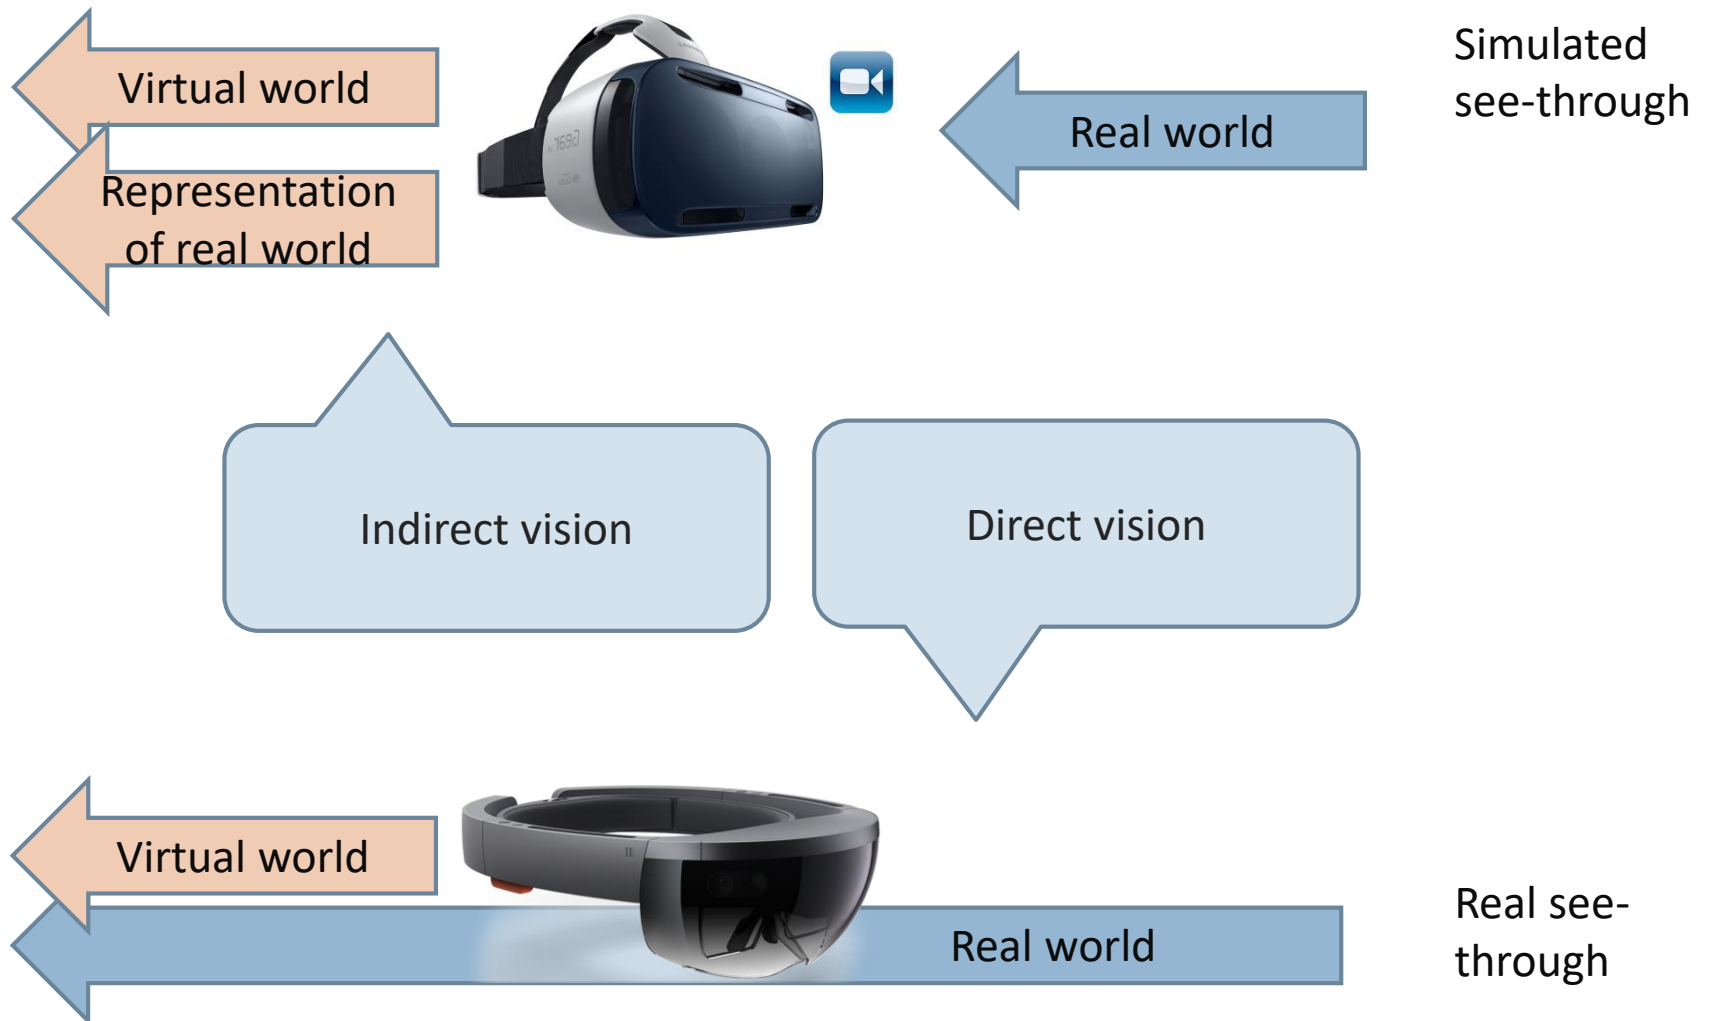 Virtual world
Representation
of real world
GEAR
Real world
Simulated
see-through
Indirect vision
Direct vision
Virtual world
Real world
Real see-
through